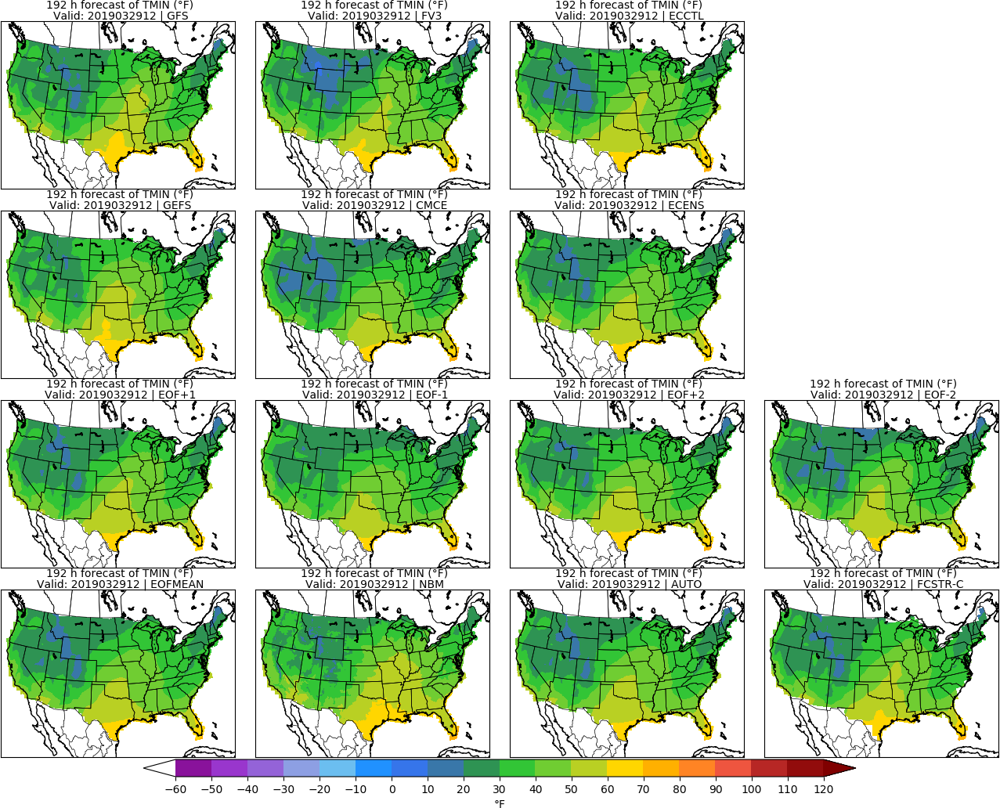 192 h forecast of TMIN (°F)
Valid: 2019032912 | GFS
192 h forecast of TMIN (°F)
Valid: 2019032912 | FV3
192 h forecast of TMIN (°F)
Valid: 2019032912 | ECCTL
192 h forecast of TMIN (°F)
Valid: 2019032912 | GEFS
192 h forecast of TMIN (°F)
Valid: 2019032912 | CMCE
192 h forecast of TMIN (°F)
Valid: 2019032912 | ECENS
192 h forecast of TMIN (°F)
Valid: 2019032912 | EOF+1
192 h forecast of TMIN (°F)
Valid: 2019032912 | EOF-1
192 h forecast of TMIN (°F)
Valid: 2019032912 | EOF+2
192 h forecast of TMIN (°F)
Valid: 2019032912 | EOF-2
192 h forecast of TMIN (°F)
Valid: 2019032912 | EOFMEAN
192 h forecast of TMIN (°F)
Valid: 2019032912 | NBM
192 h forecast of TMIN (°F)
Valid: 2019032912 | AUTO
192 h forecast of TMIN (°F)
Valid: 2019032912 | FCSTR-C
−60 −50 −40 −30 −20 −10 0 10 20 30 40 50 60 70 80 90 100 110 120
°F